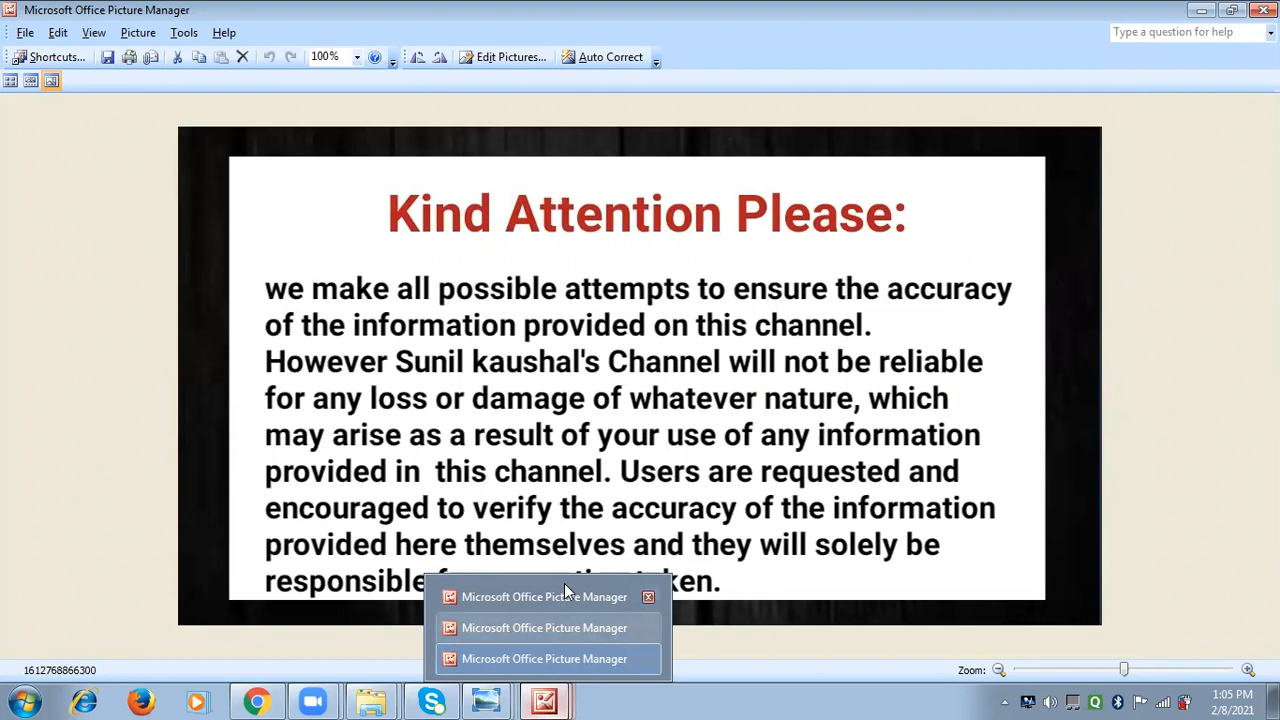 Microsoft Office Picture Manager
File Edit View Picture Tools Help
Type a question for help
Shortcuts... 100% Edit Pictures... Auto Correct
Kind Attention Please:
we make all possible attempts to ensure the accuracy
of the information provided on this channel.
However Sunil kaushal's Channel will not be reliable
for any loss or damage of whatever nature, which
may arise as a result of your use of any information
provided in this channel. Users are requested and
encouraged to verify the accuracy of the information
provided here themselves and they will solely be
responsible taken.
Microsoft Office Picture Manager
Microsoft Office Picture Manager
Microsoft Office Picture Manager
1612768866300
Zoom:
1:05 PM
2/8/2021